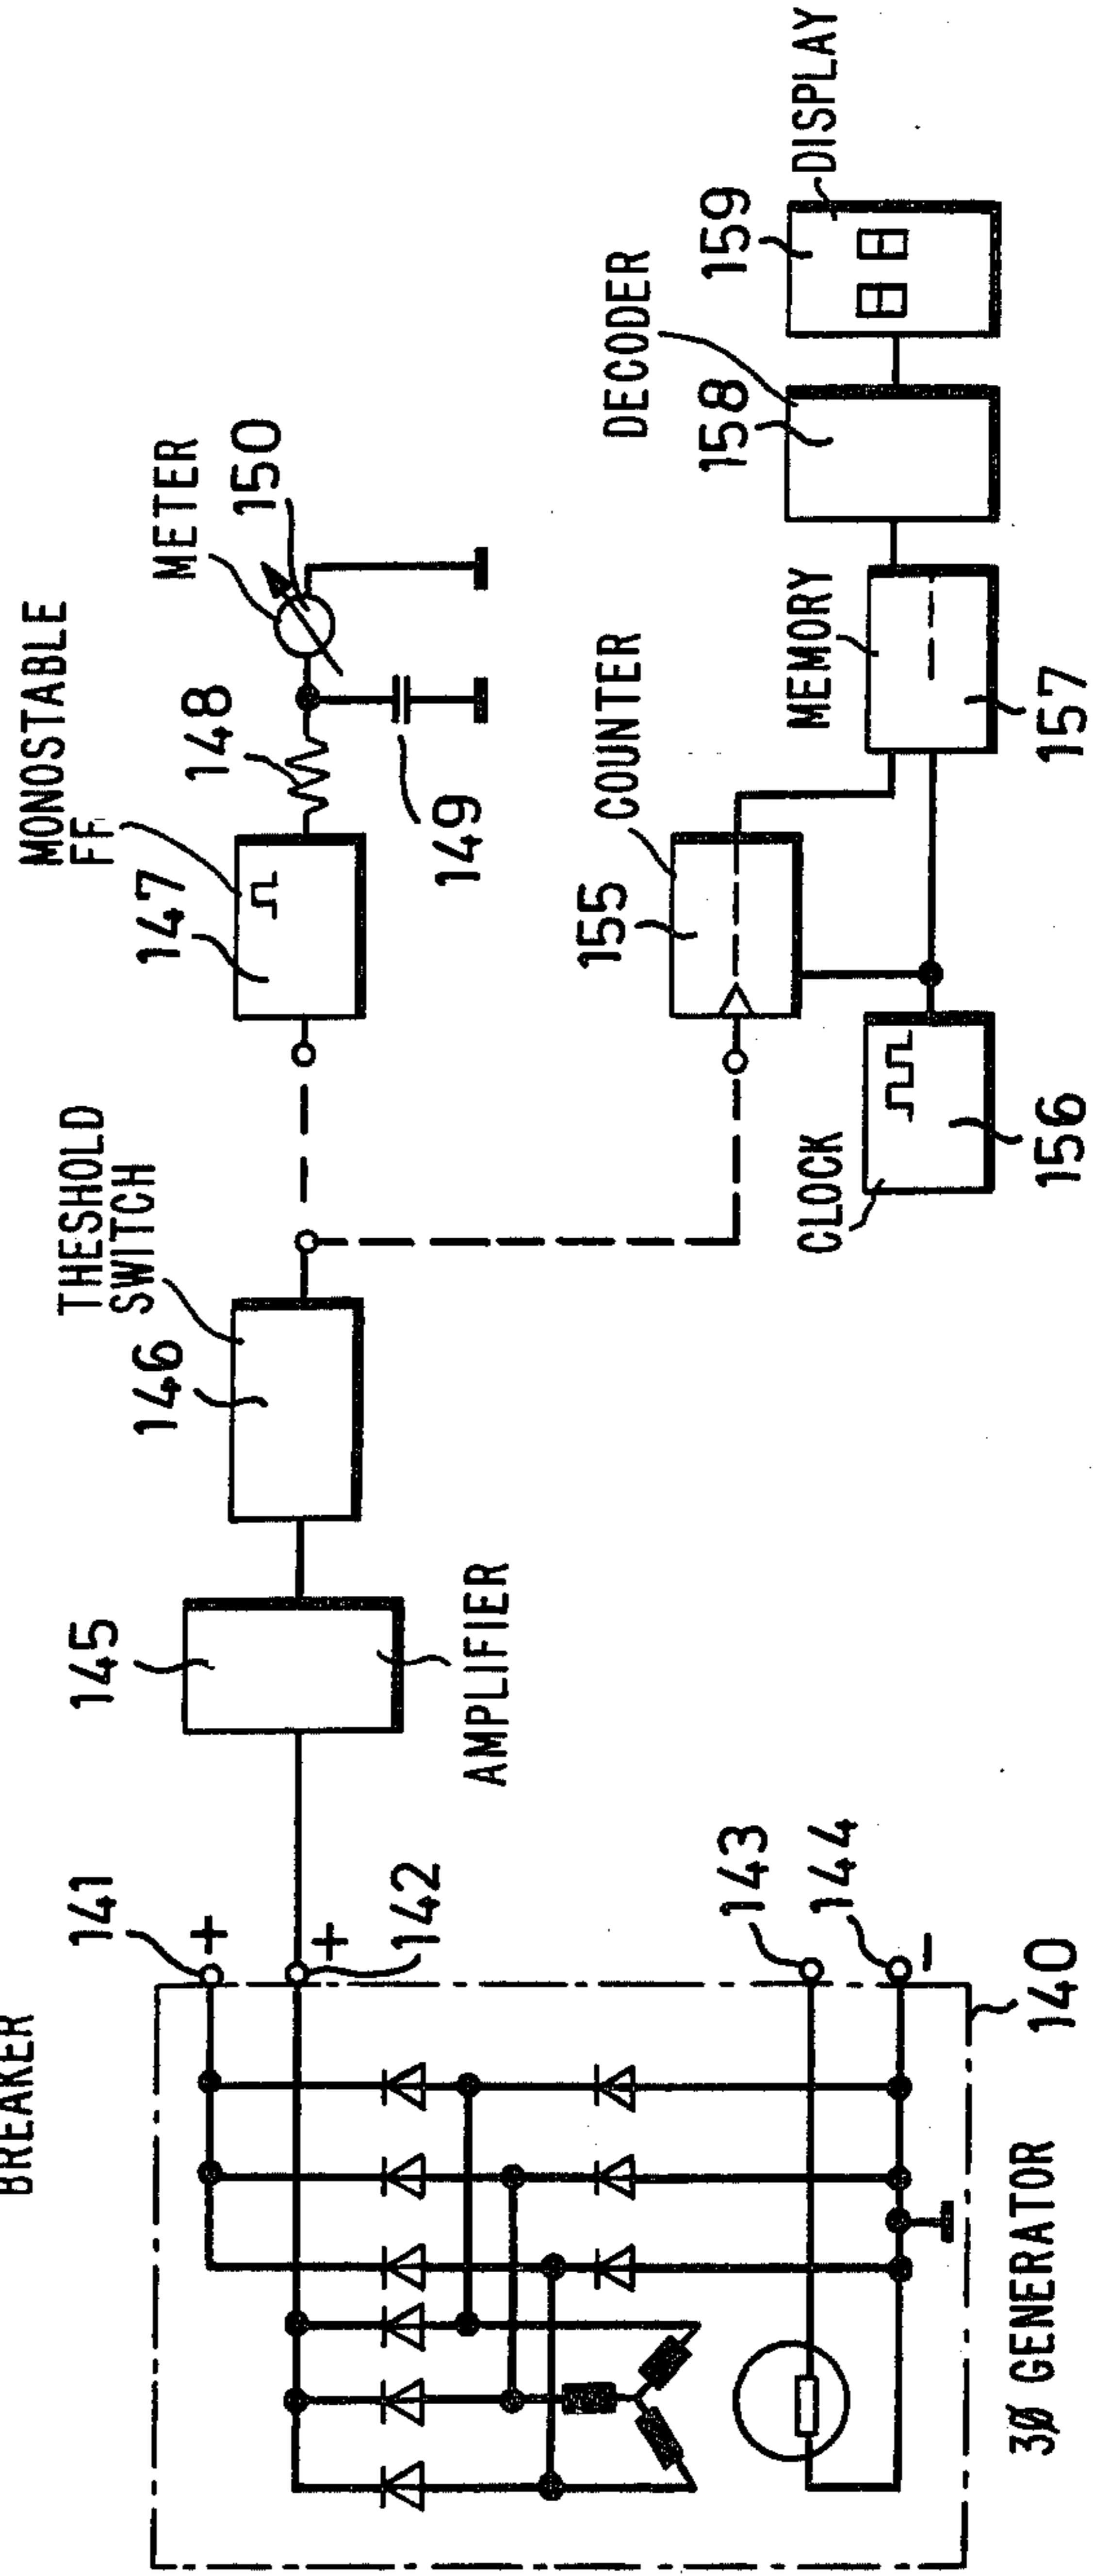 BREAKER
141
+
142
+
143
144
−
140
3Ø GENERATOR
145
AMPLIFIER
146
THESHOLD
SWITCH
147
MONOSTABLE
FF
148
149
METER
150
155
COUNTER
CLOCK
156
MEMORY
157
DECODER
158
159
DISPLAY